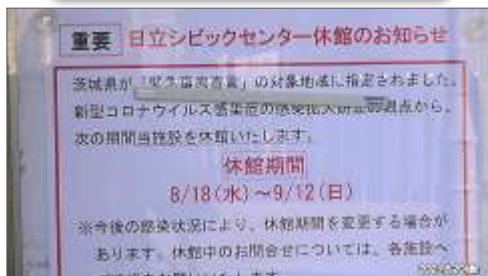 重要 日立シビックセンター休館のお知らせ
茨城県が「緊急事態宣言」の対象地域に指定されました。
新型コロナウイルス感染症の感染拡大防止の観点から、
次の期間当施設を休館いたします。
休館期間
8/18(水)～9/12(日)
※今後の感染状況により、休館期間を変更する場合が
あります。休館中のお問合せについては、各施設へ